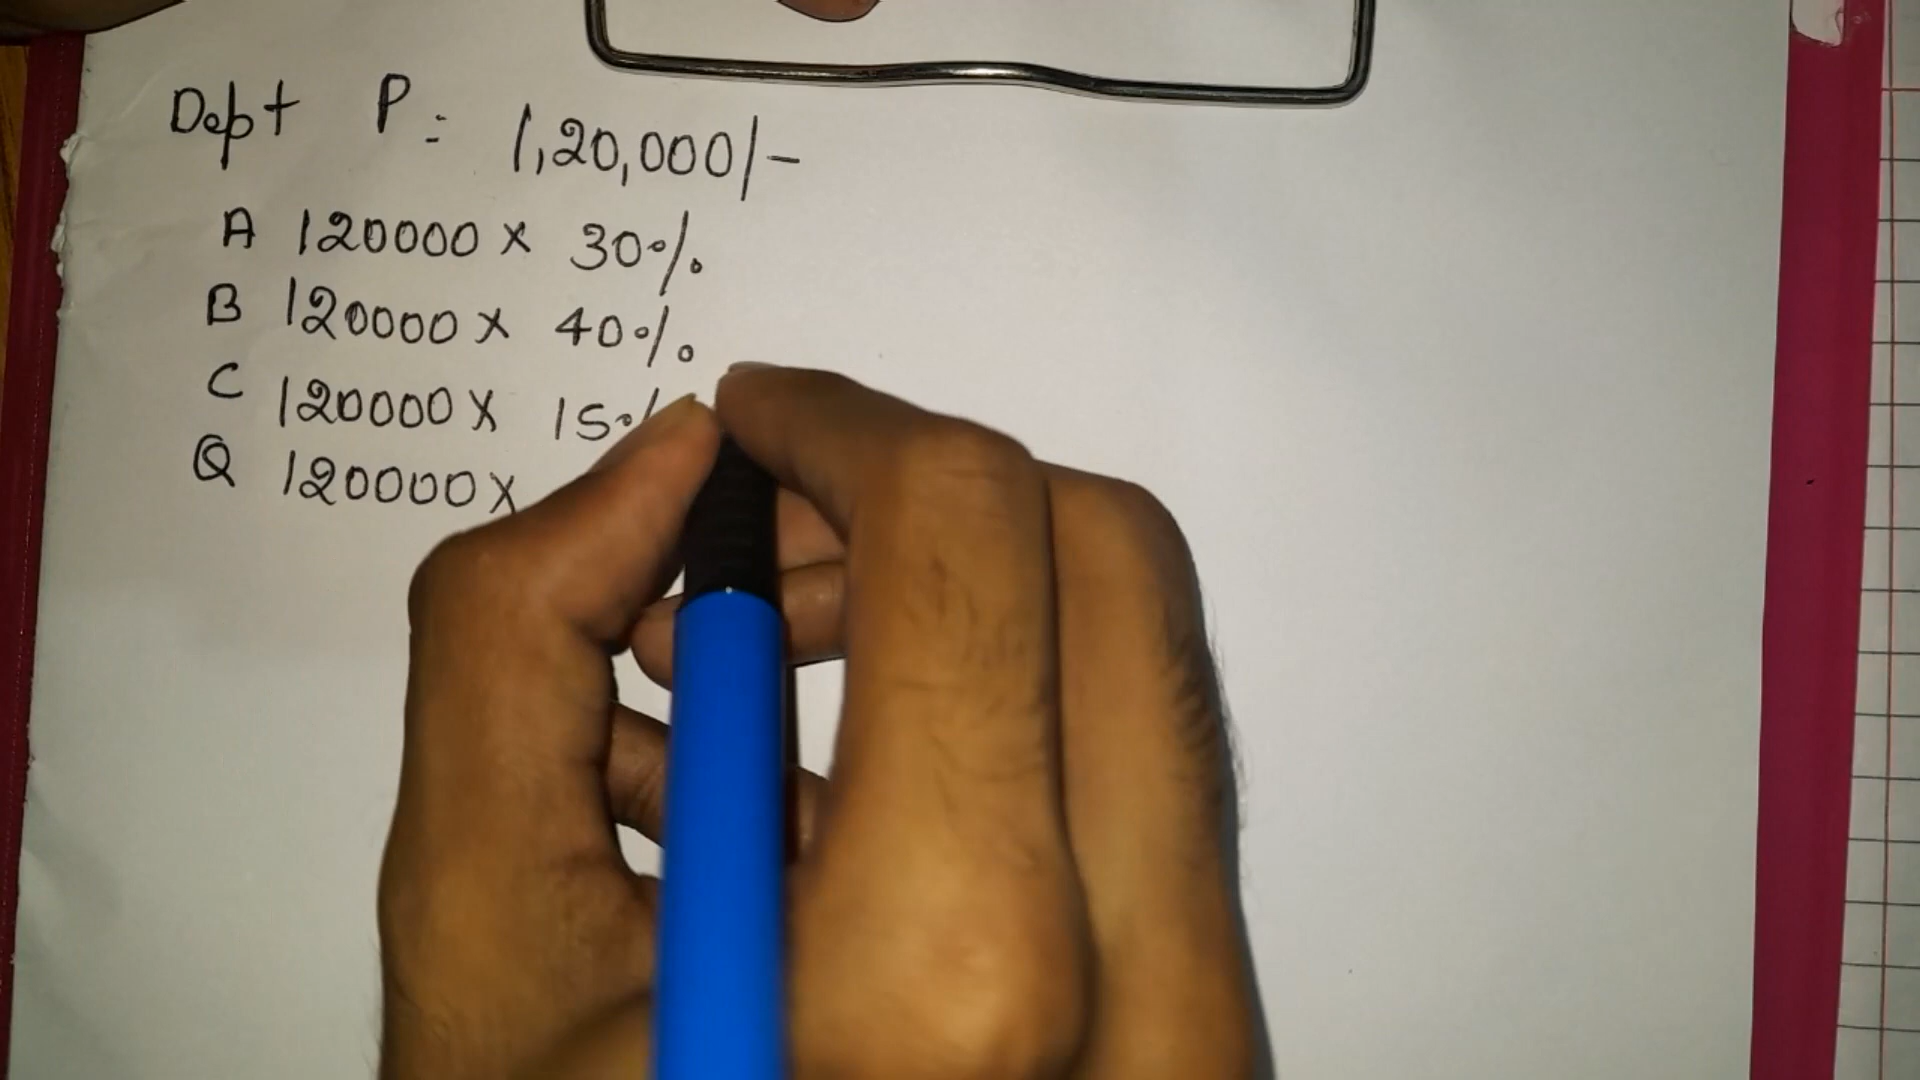 Dept P = 1,20,000/-
A 120000 x 30%
B 120000 x 40%
C 120000 x 15%
Q 120000 x